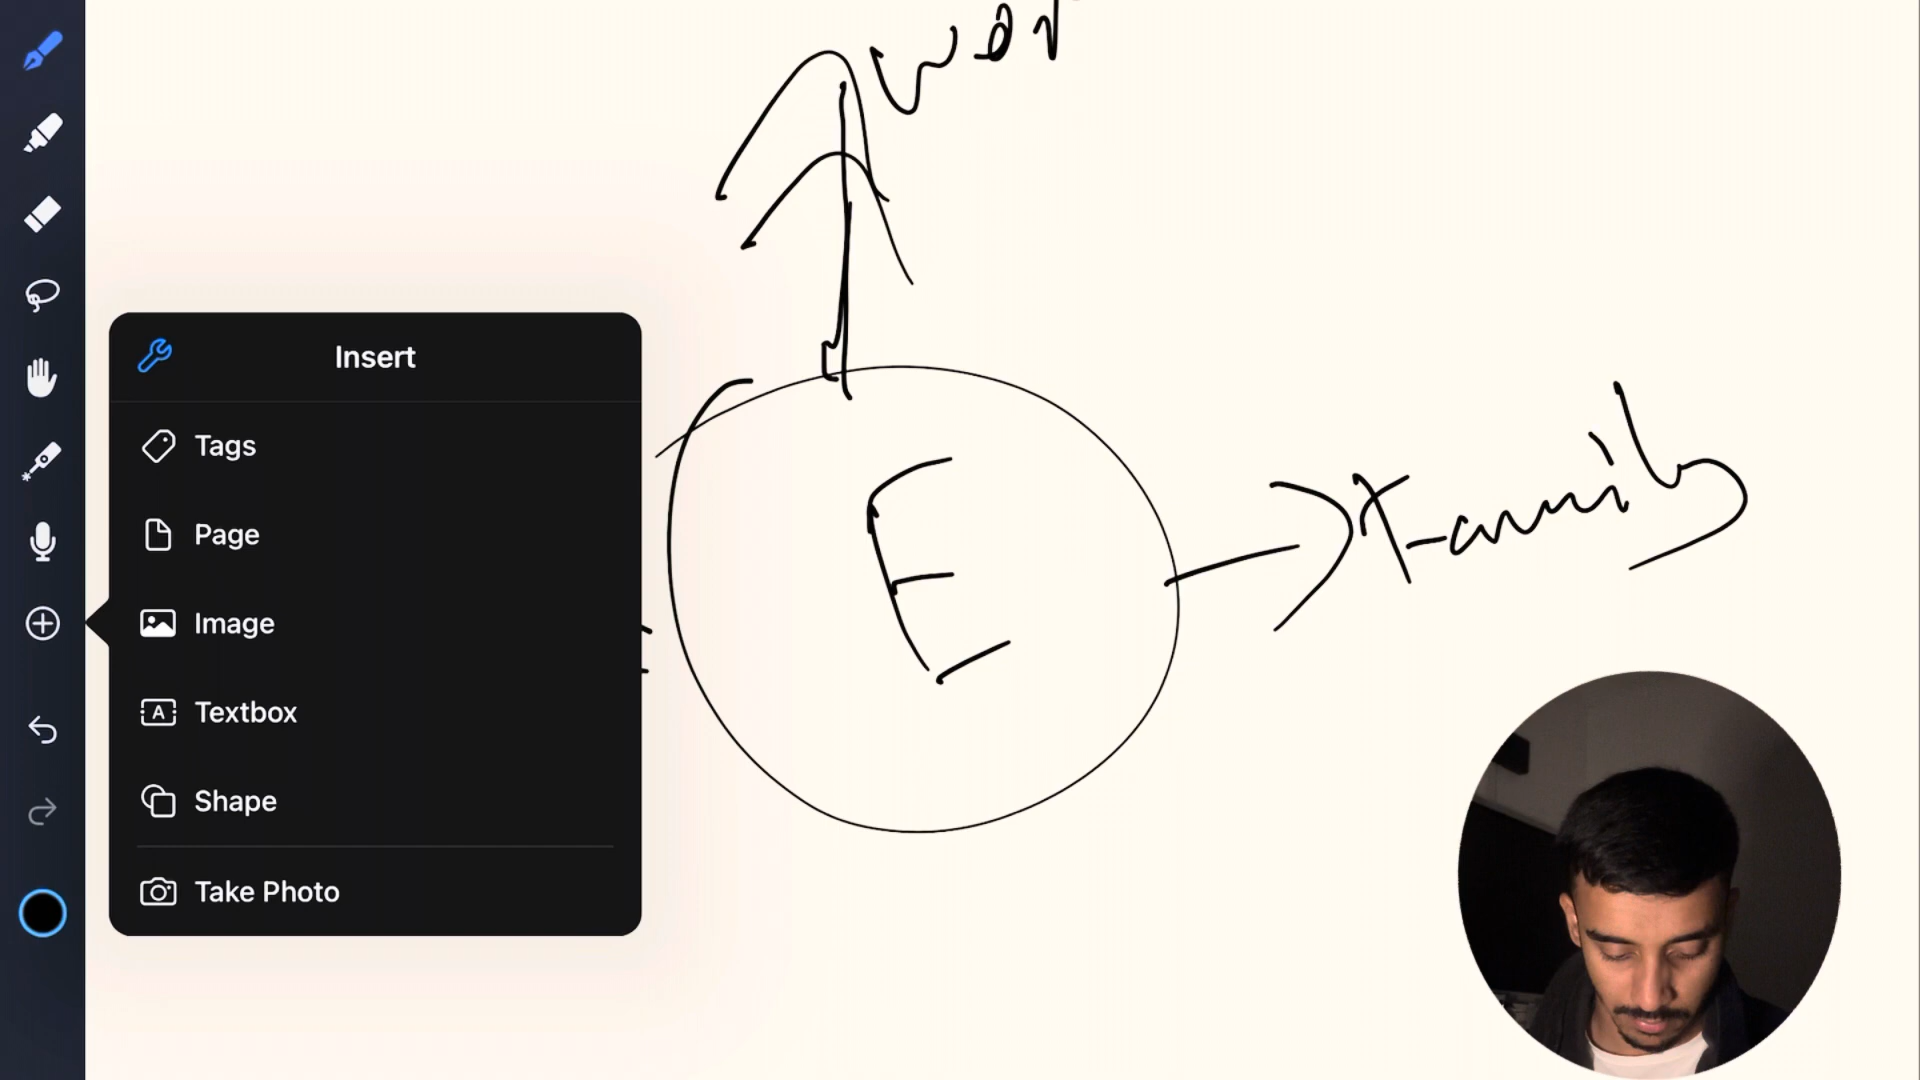 Insert
Tags
Page
Image
Textbox
Shape
Take Photo
E
Family